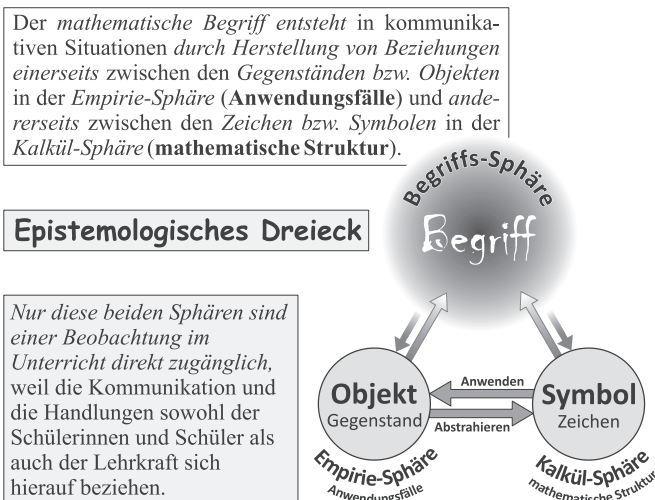 Der mathematische Begriff entsteht in kommunika-
tiven Situationen durch Herstellung von Beziehungen
einerseits zwischen den Gegenständen bzw. Objekten
in der Empirie-Sphäre (Anwendungsfälle) und ande-
rerseits zwischen den Zeichen bzw. Symbolen in der
Kalkül-Sphäre (mathematische Struktur).
Begriffs-Sphäre
Begriff
Epistemologisches Dreieck
Nur diese beiden Sphären sind
einer Beobachtung im
Unterricht direkt zugänglich,
weil die Kommunikation und
die Handlungen sowohl der
Schülerinnen und Schüler als
auch der Lehrkraft sich
hierauf beziehen.
Objekt
Gegenstand
Anwenden
Abstrahieren
Symbol
Zeichen
Empirie-Sphäre
Anwendungsfälle
Kalkül-Sphäre
mathematische Struktur